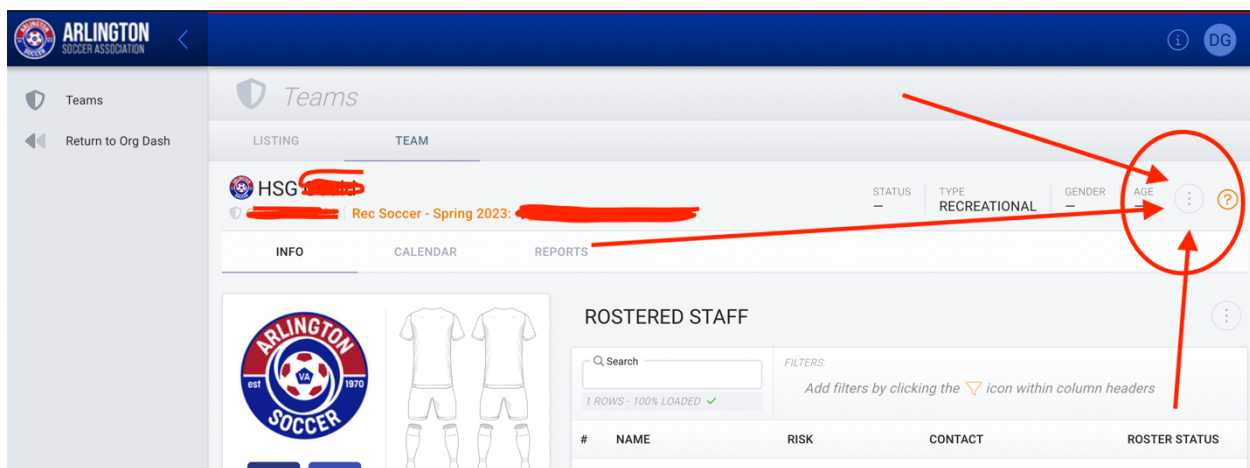 ARLINGTON
SOCCER ASSOCIATION
DG
Teams
Return to Org Dash
Teams
LISTING TEAM
HSG
Rec Soccer - Spring 2023:
STATUS TYPE GENDER AGE
– RECREATIONAL – –
INFO CALENDAR REPORTS
ARLINGTON
est VA 1970
SOCCER
ROSTERED STAFF
Search
1 ROWS - 100% LOADED
FILTERS:
Add filters by clicking the icon within column headers
# NAME RISK CONTACT ROSTER STATUS